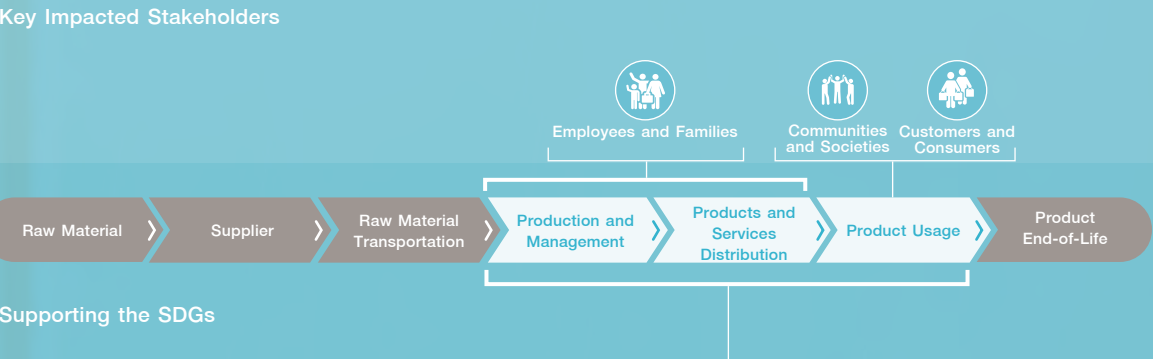 Key Impacted Stakeholders
Employees and Families
Communities
and Societies
Customers and
Consumers
Raw Material
Supplier
Raw Material
Transportation
Production and
Management
Products and
Services
Distribution
Product Usage
Product
End-of-Life
Supporting the SDGs